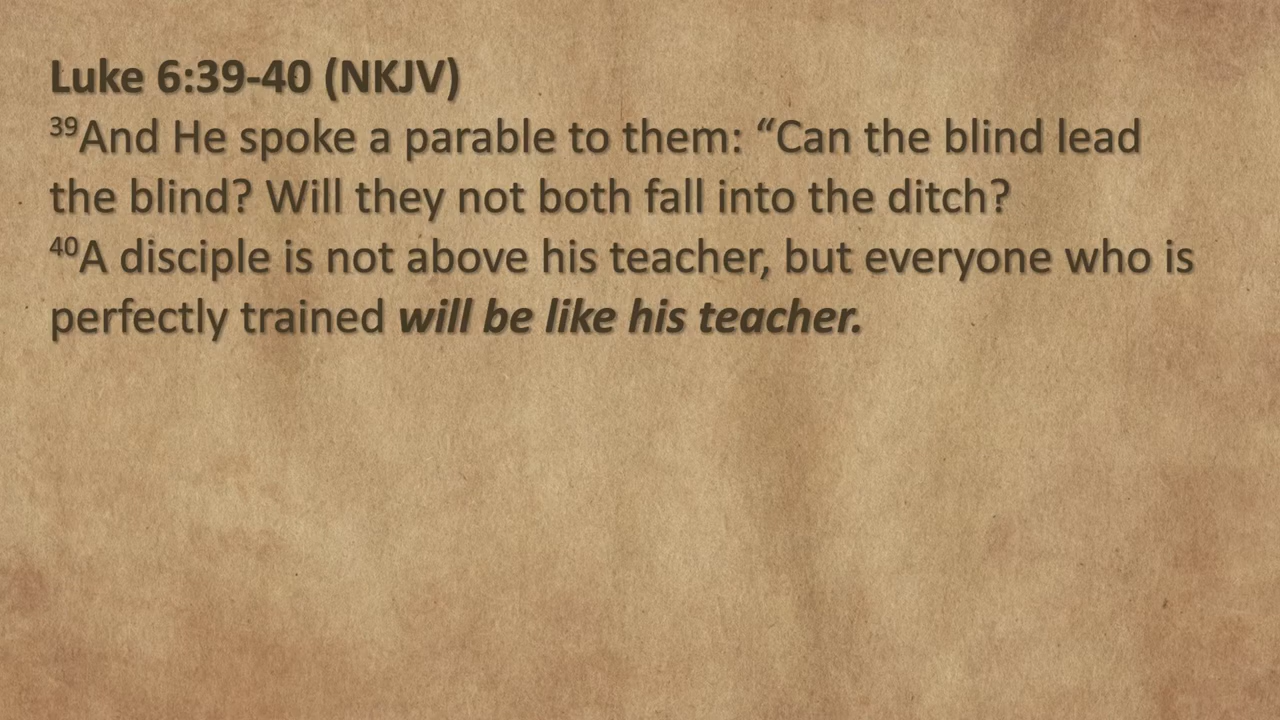 Luke 6:39-40 (NKJV)
³⁹And He spoke a parable to them: “Can the blind lead
the blind? Will they not both fall into the ditch?
⁴⁰A disciple is not above his teacher, but everyone who is
perfectly trained will be like his teacher.